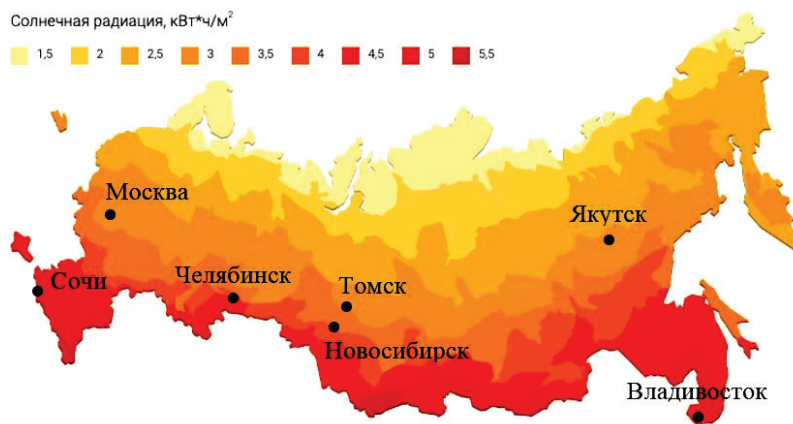 Солнечная радиация, кВт*ч/м²
1,5 2 2,5 3 3,5 4 4,5 5 5,5
Москва
Якутск
Сочи
Челябинск
Томск
Новосибирск
Владивосток